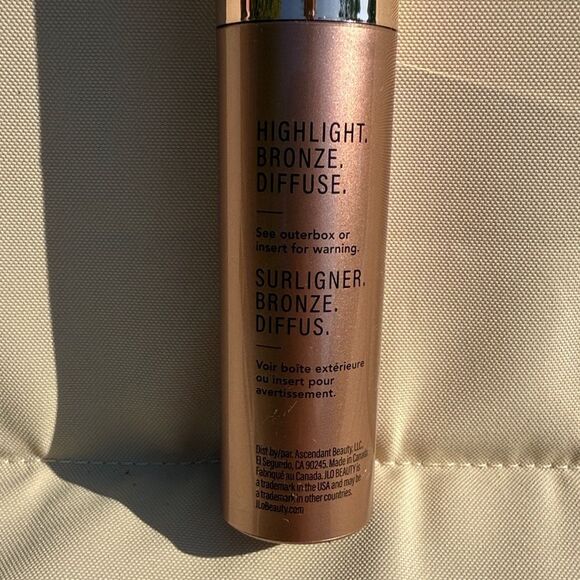 HIGHLIGHT.
BRONZE.
DIFFUSE.
See outerbox or
insert for warning.
SURLIGNER.
BRONZE.
DIFFUS.
Voir boîte extérieure
ou insert pour
avertissement.
Dist by/par. Ascendant Beauty, LLC.,
El Segundo, CA 90245. Made in Canada.
Fabriqué au Canada. JLO BEAUTY is
a trademark in the USA and may be
a trademark in other countries.
JLoBeauty.com